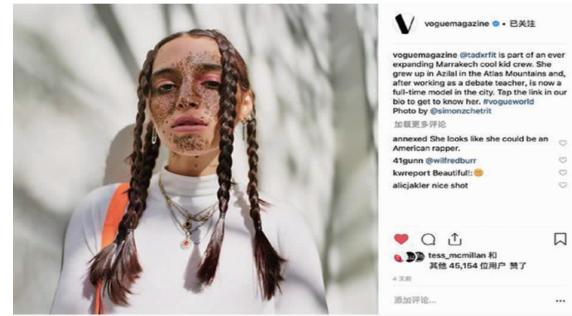 voguemagazine • 已关注
voguemagazine @tadxrfit is part of an ever
expanding Marrakech cool kid crew. She
grew up in Azilal in the Atlas Mountains and,
after working as a debate teacher, is now a
full-time model in the city. Tap the link in our
bio to get to know her. #vogueworld
Photo by @simonzchetrit
加载更多评论
annexed She looks like she could be an
American rapper.
41gunn @wilfredburr
kwreport Beautiful!:
alicjakler nice shot
tess_mcmillan 和
其他 45,154 位用户 赞了
4 天前
添加评论...